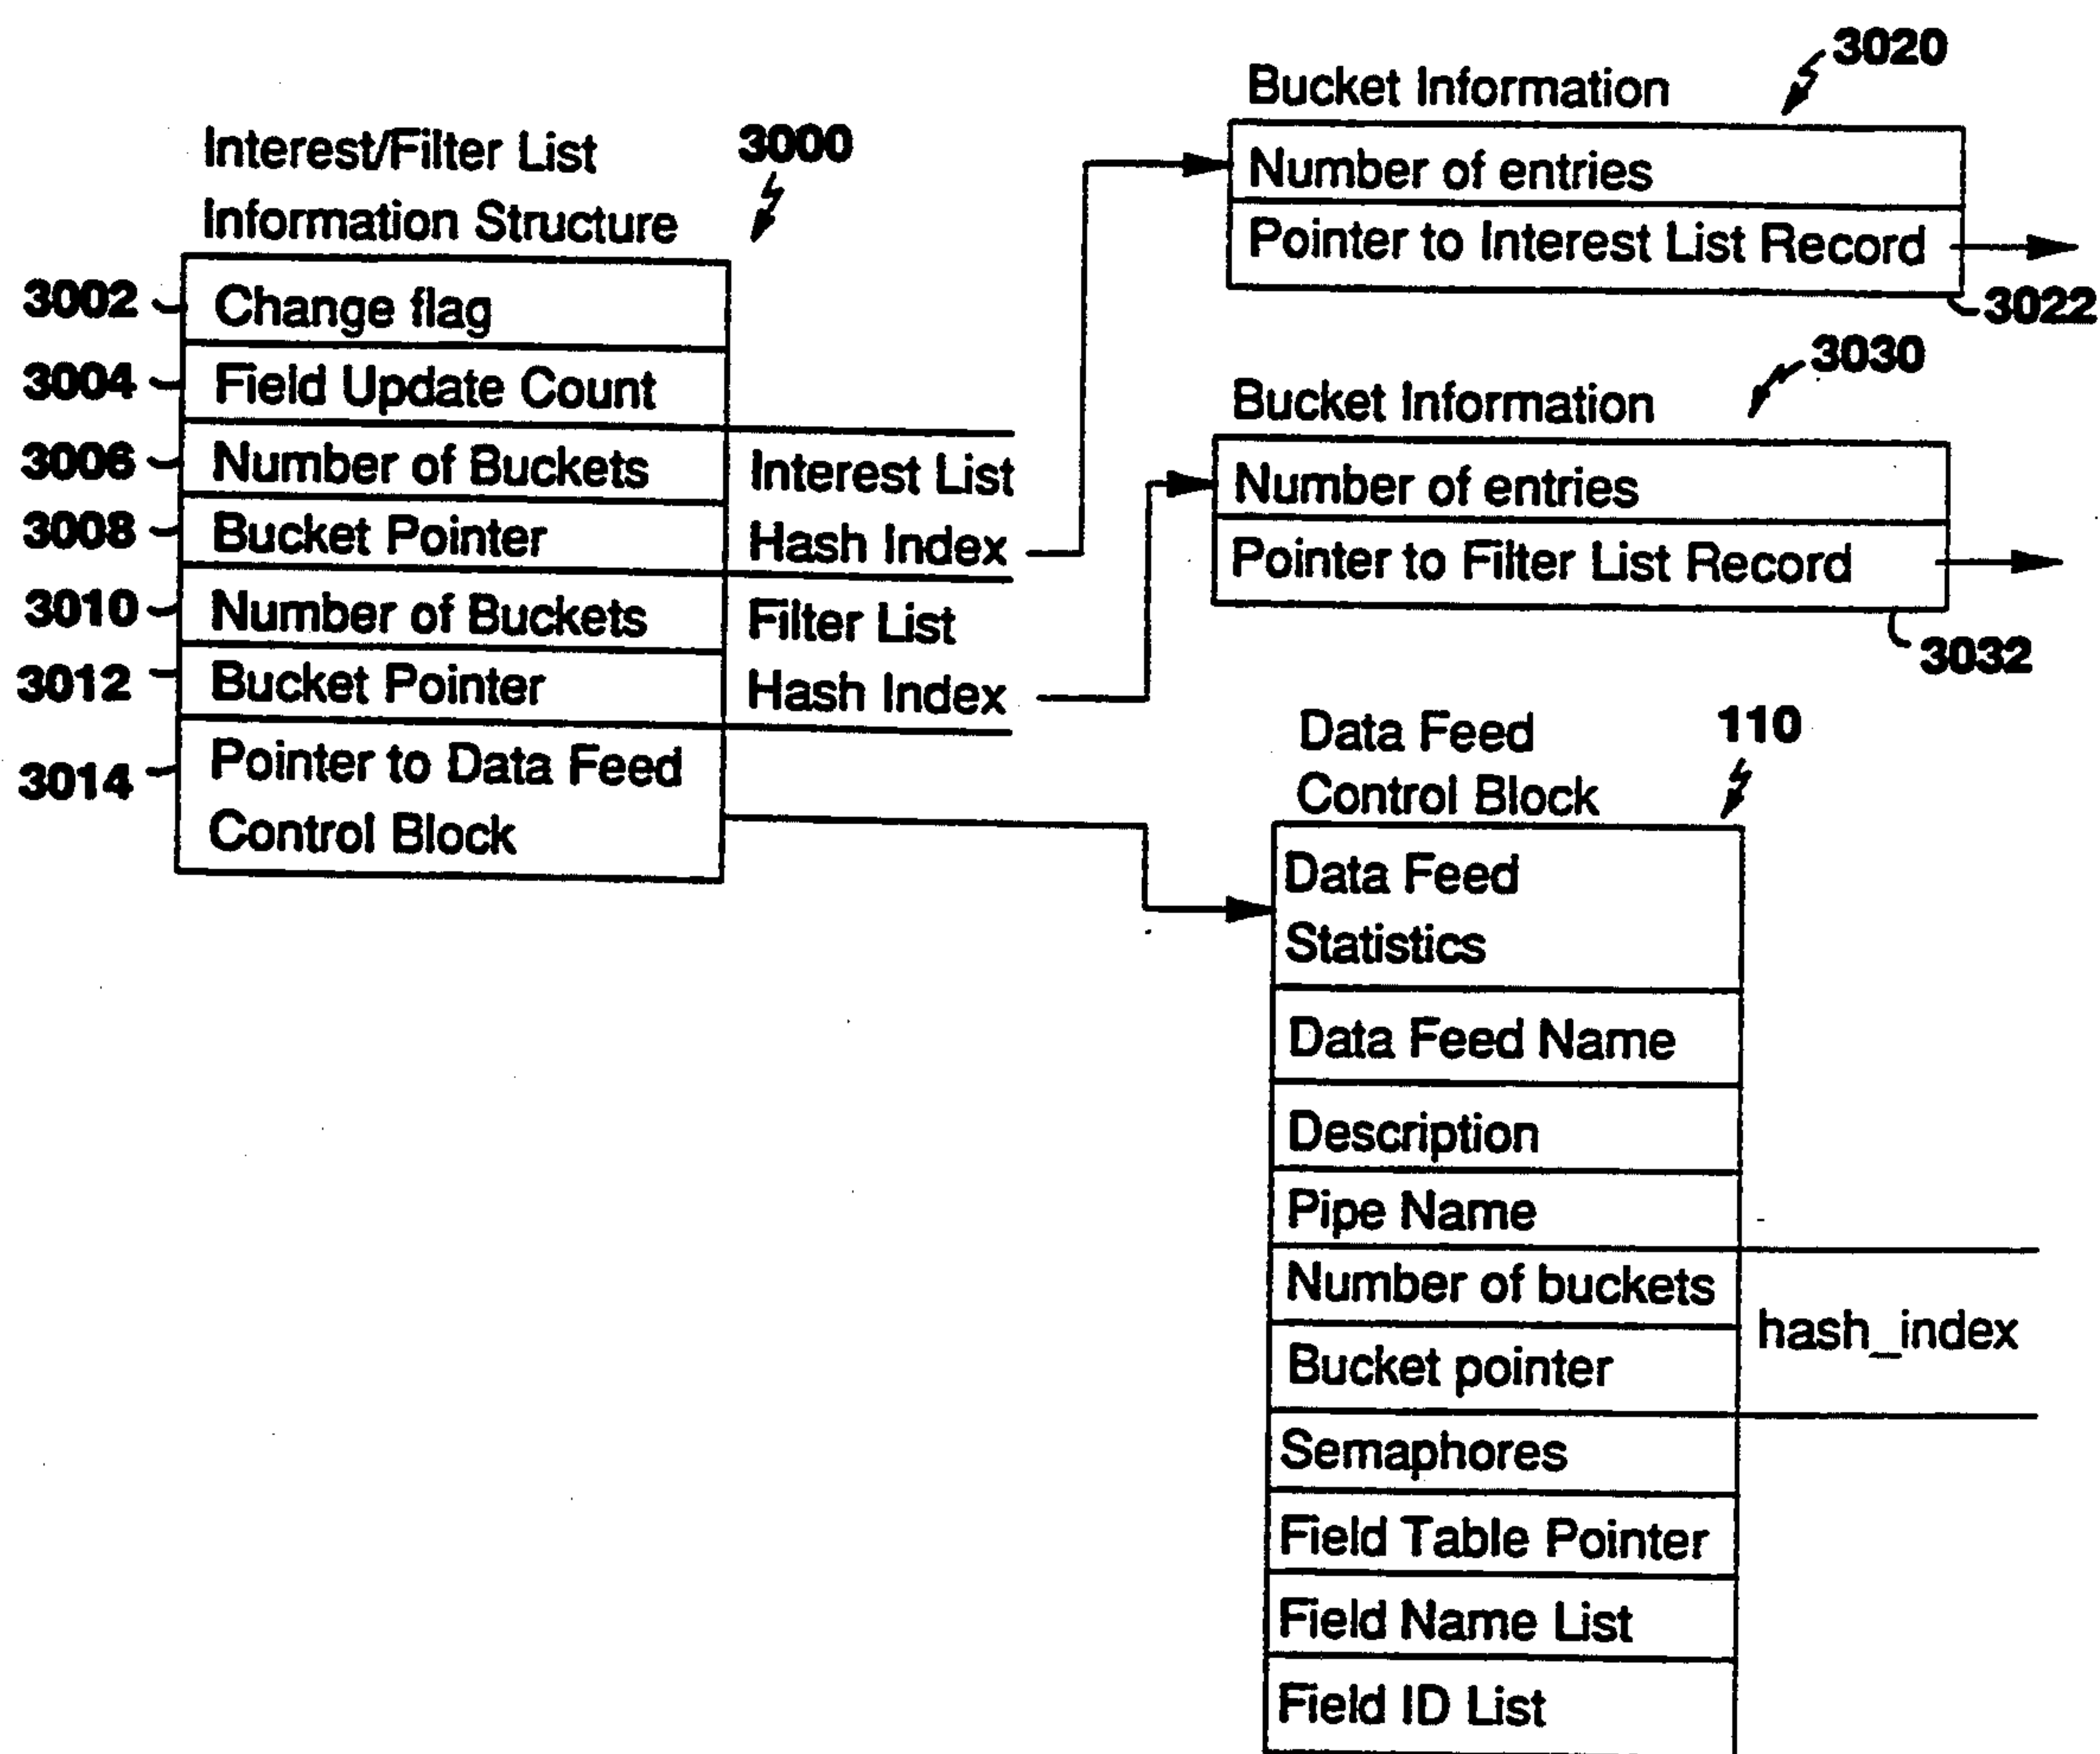 Interest/Filter List
Information Structure
3000
3002
Change flag
3004
Field Update Count
3006
Number of Buckets
Interest List
3008
Bucket Pointer
Hash Index
3010
Number of Buckets
Filter List
3012
Bucket Pointer
Hash Index
3014
Pointer to Data Feed
Control Block
3020
Bucket Information
Number of entries
Pointer to Interest List Record
3022
3030
Bucket Information
Number of entries
Pointer to Filter List Record
3032
Data Feed
Control Block
110
Data Feed
Statistics
Data Feed Name
Description
Pipe Name
Number of buckets
Bucket pointer
hash_index
Semaphores
Field Table Pointer
Field Name List
Field ID List